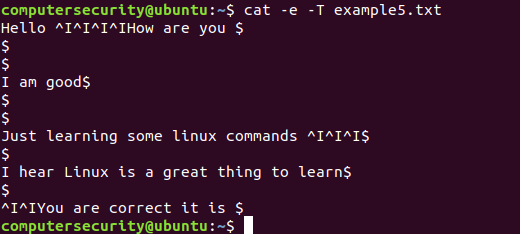 computersecurity@ubuntu:~$ cat -e -T example5.txt
Hello ^I^I^I^IHow are you $
$
$
I am good$
$
$
Just learning some linux commands ^I^I^I$
$
I hear Linux is a great thing to learn$
$
^I^IYou are correct it is $
computersecurity@ubuntu:~$